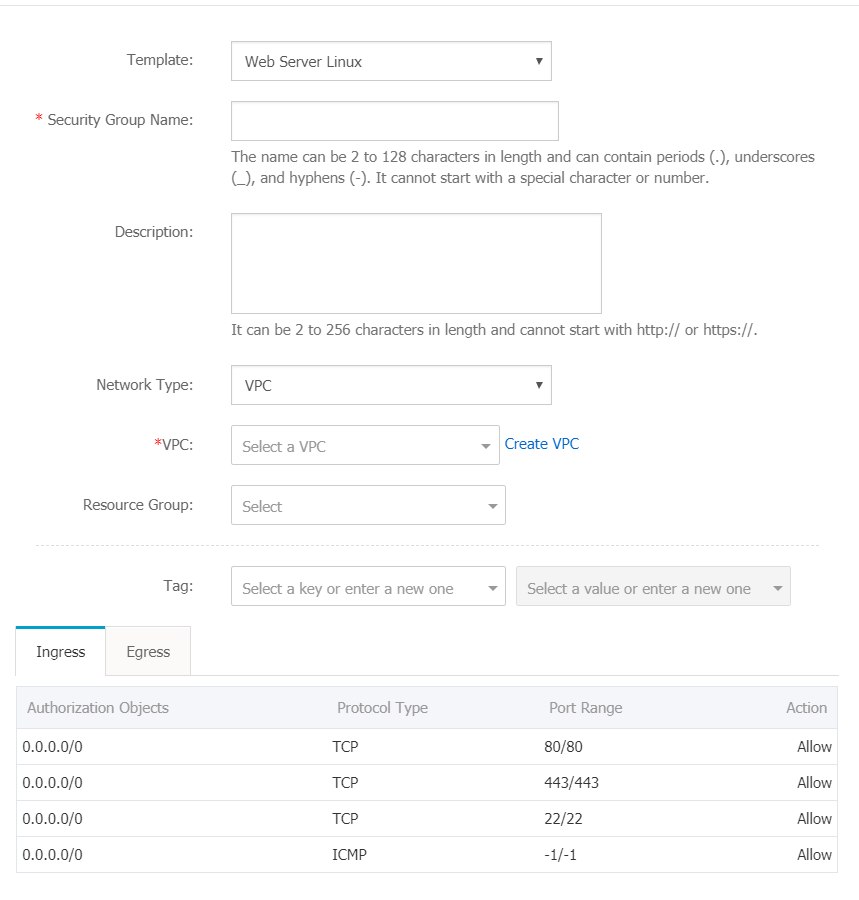 Template: Web Server Linux
* Security Group Name:
The name can be 2 to 128 characters in length and can contain periods (.), underscores
(_), and hyphens (-). It cannot start with a special character or number.
Description:
It can be 2 to 256 characters in length and cannot start with http:// or https://.
Network Type: VPC
*VPC: Select a VPC Create VPC
Resource Group: Select
Tag: Select a key or enter a new one Select a value or enter a new one
Ingress Egress
Authorization Objects Protocol Type Port Range Action
0.0.0.0/0 TCP 80/80 Allow
0.0.0.0/0 TCP 443/443 Allow
0.0.0.0/0 TCP 22/22 Allow
0.0.0.0/0 ICMP -1/-1 Allow